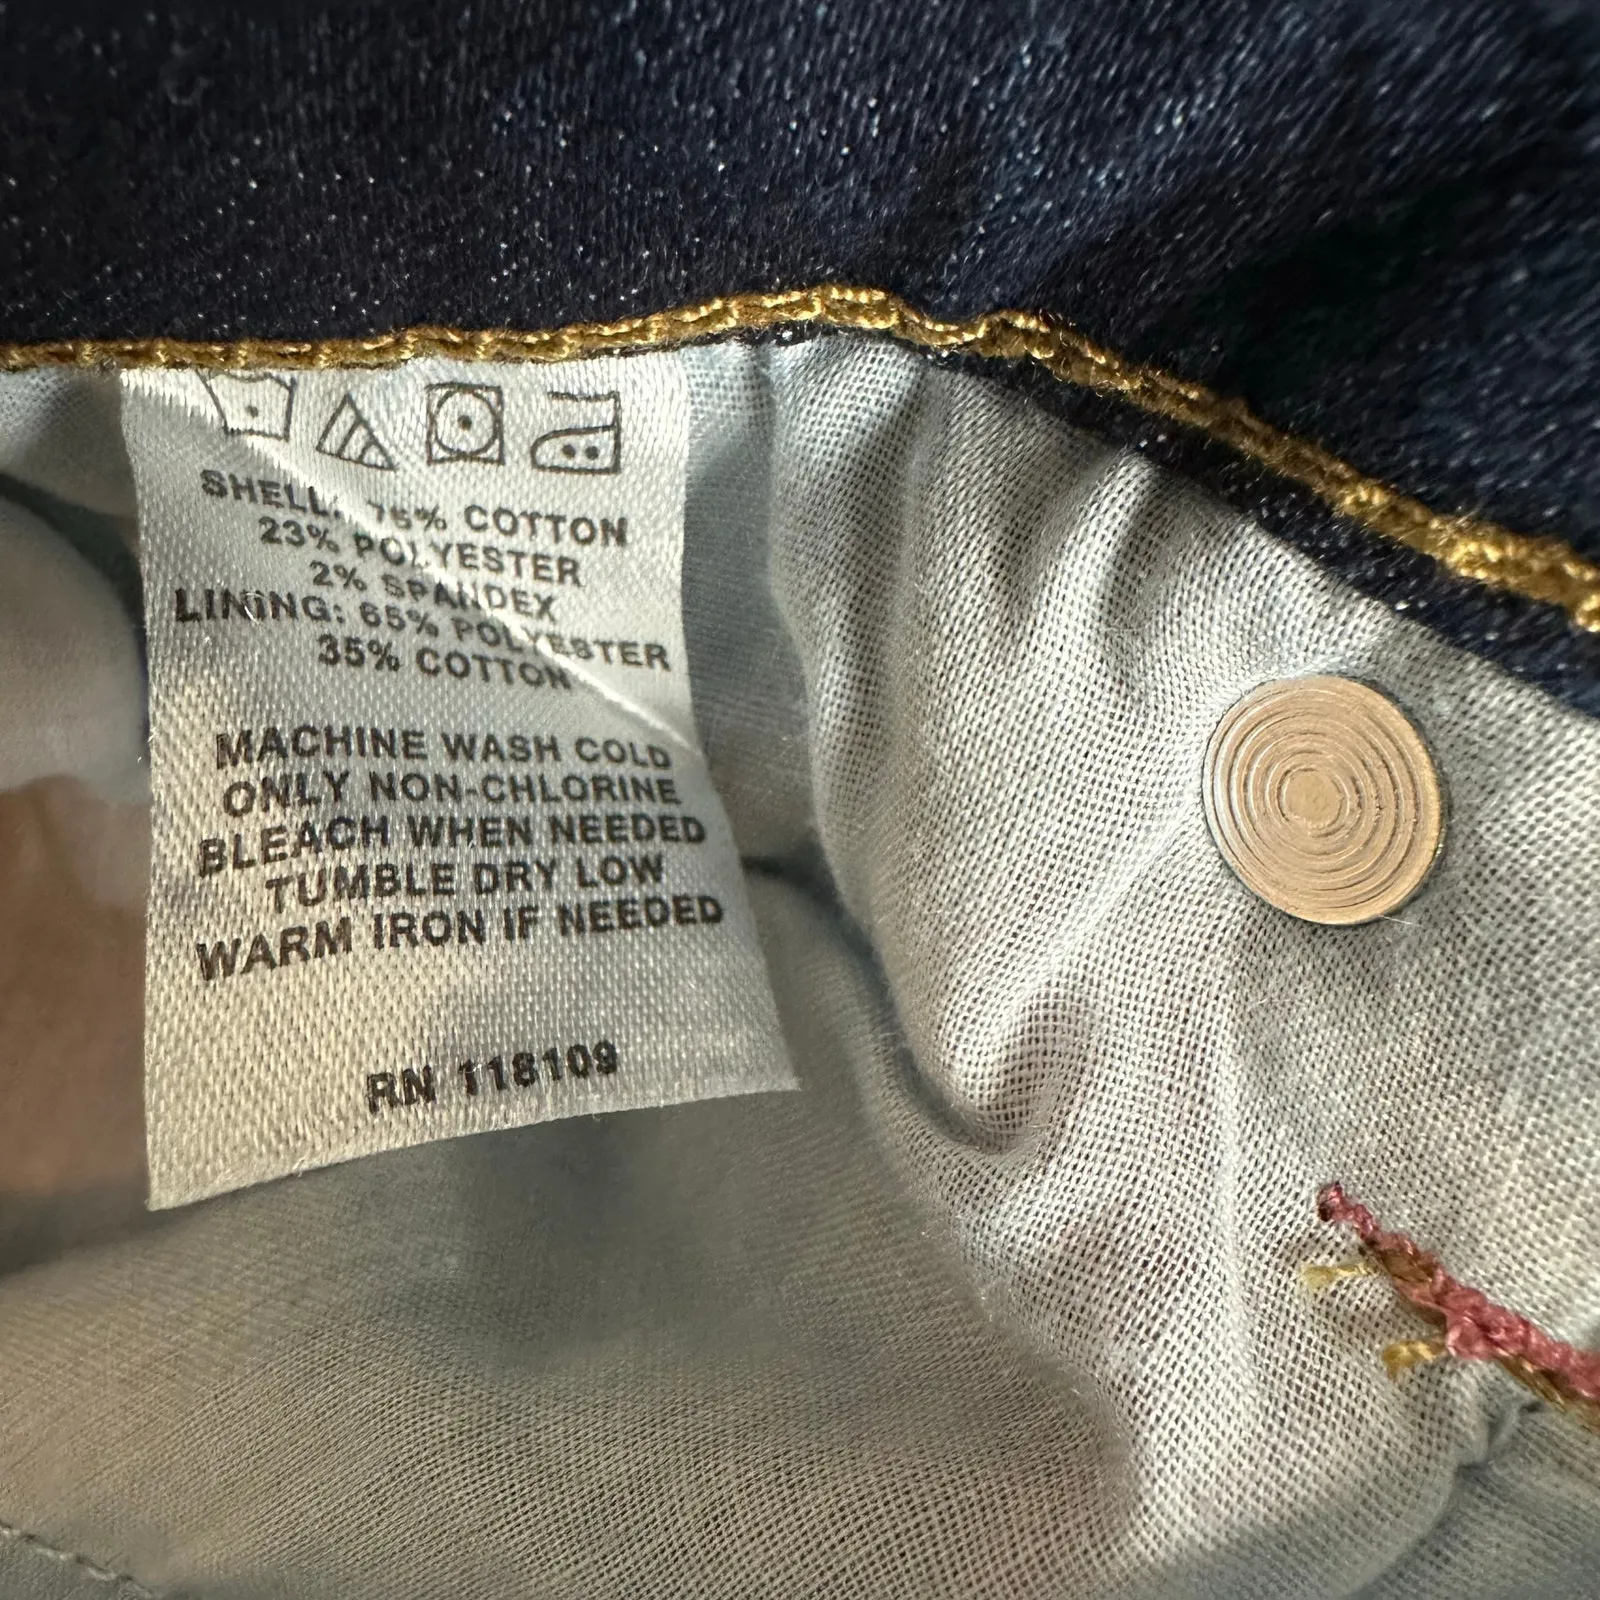 SHELL: 75% COTTON
23% POLYESTER
2% SPANDEX
LINING: 65% POLYESTER
35% COTTON
MACHINE WASH COLD
ONLY NON-CHLORINE
BLEACH WHEN NEEDED
TUMBLE DRY LOW
WARM IRON IF NEEDED
RN 118109